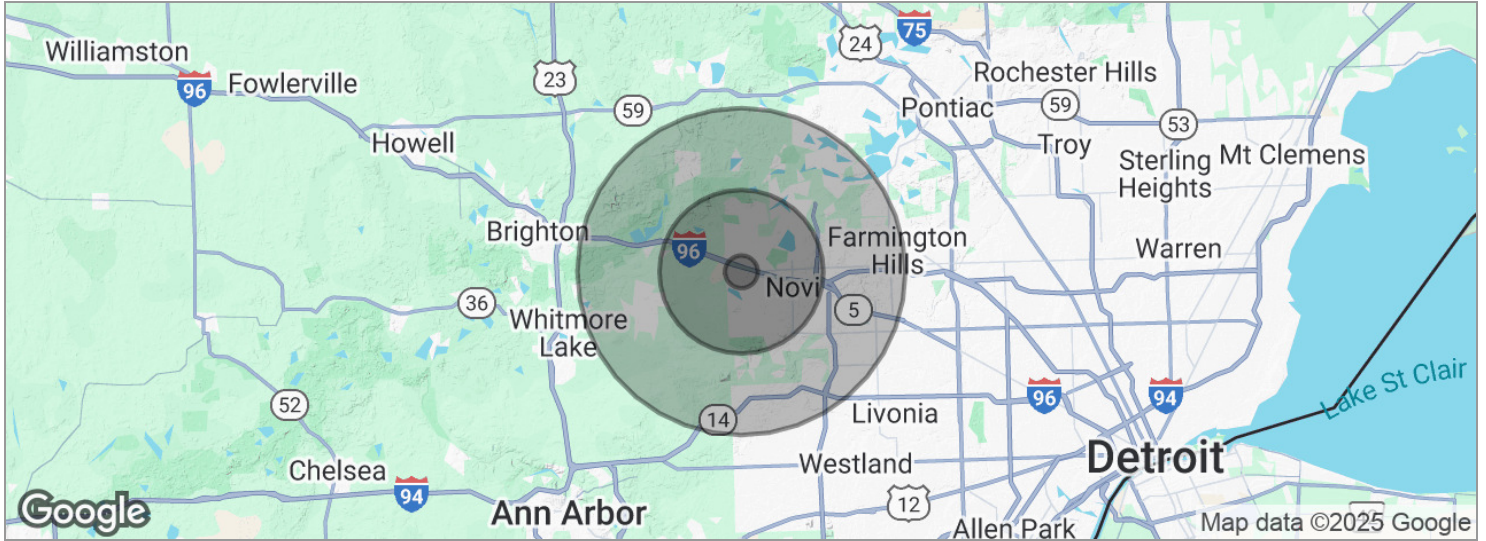 75
24
Williamston
96
Fowlerville
23
59
Rochester Hills
Pontiac
59
53
Howell
Troy
Sterling
Heights
Mt Clemens
Brighton
96
Farmington
Hills
Warren
Novi
36
5
Whitmore
Lake
52
14
Livonia
96
94
Lake St Clair
Chelsea
94
Westland
Detroit
12
Google
Ann Arbor
Allen Park
Map data ©2025 Google